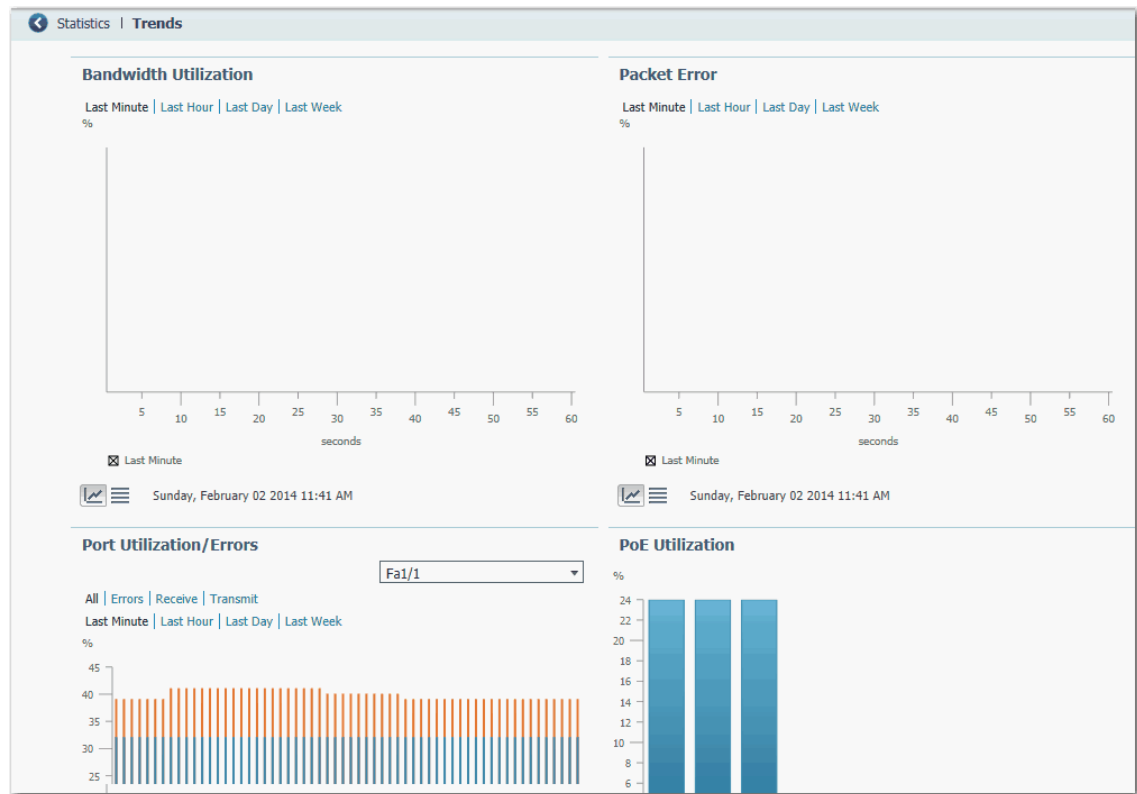 Statistics | Trends
Bandwidth Utilization
Last Minute | Last Hour | Last Day | Last Week
%
5 10 15 20 25 30 35 40 45 50 55 60
seconds
Last Minute
Sunday, February 02 2014 11:41 AM
Packet Error
Last Minute | Last Hour | Last Day | Last Week
%
5 10 15 20 25 30 35 40 45 50 55 60
seconds
Last Minute
Sunday, February 02 2014 11:41 AM
Port Utilization/Errors
Fa1/1
All | Errors | Receive | Transmit
Last Minute | Last Hour | Last Day | Last Week
%
45
40
35
30
25
PoE Utilization
%
24
22
20
18
16
14
12
10
8
6